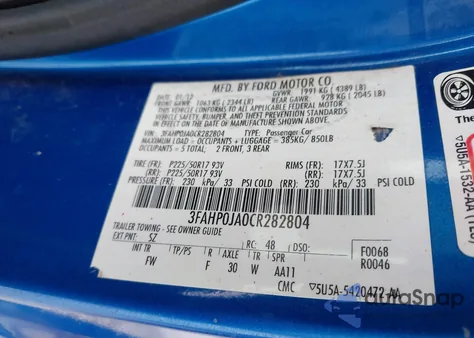 MFD. BY FORD MOTOR CO.
DATE: 01/12 GVWR: 1991 KG ( 4389 LB)
FRONT GAWR: 1063 KG ( 2344 LB) REAR GAWR: 928 KG ( 2045 LB)
THIS VEHICLE CONFORMS TO ALL APPLICABLE FEDERAL MOTOR
VEHICLE SAFETY, BUMPER, AND THEFT PREVENTION STANDARDS
IN EFFECT ON THE DATE OF MANUFACTURE SHOWN ABOVE.
VIN: 3FAHP0JA0CR282804 TYPE: Passenger Car
MAXIMUM LOAD = OCCUPANTS + LUGGAGE = 385KG / 850LB
OCCUPANTS = 5 TOTAL, 2 FRONT, 3 REAR
TIRE (FR): P225/50R17 93V RIMS (FR): 17X7.5J
(RR): P225/50R17 93V (RR): 17X7.5J
PRESSURE (FR): 230 kPa/ 33 PSI COLD (RR) 230 kPa/ 33 PSI COLD
3FAHP0JA0CR282804
TRAILER TOWING - SEE OWNER GUIDE
EXT PNT: SZ RC: 48 DSO: F0068
INT TR TP/PS R AXLE TR SPR R0046
FW F 30 W AA11
CMC ▽5U5A-5420472-AA
The
▽5U5A-1532-AA
autoSnap